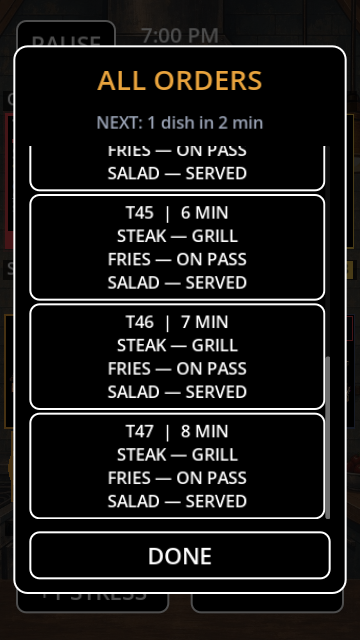 PAUSE
7:00 PM
ALL ORDERS
NEXT: 1 dish in 2 min
FRIES — ON PASS
SALAD — SERVED
T45 | 6 MIN
STEAK — GRILL
FRIES — ON PASS
SALAD — SERVED
T46 | 7 MIN
STEAK — GRILL
FRIES — ON PASS
SALAD — SERVED
T47 | 8 MIN
STEAK — GRILL
FRIES — ON PASS
SALAD — SERVED
DONE
+1 STRESS